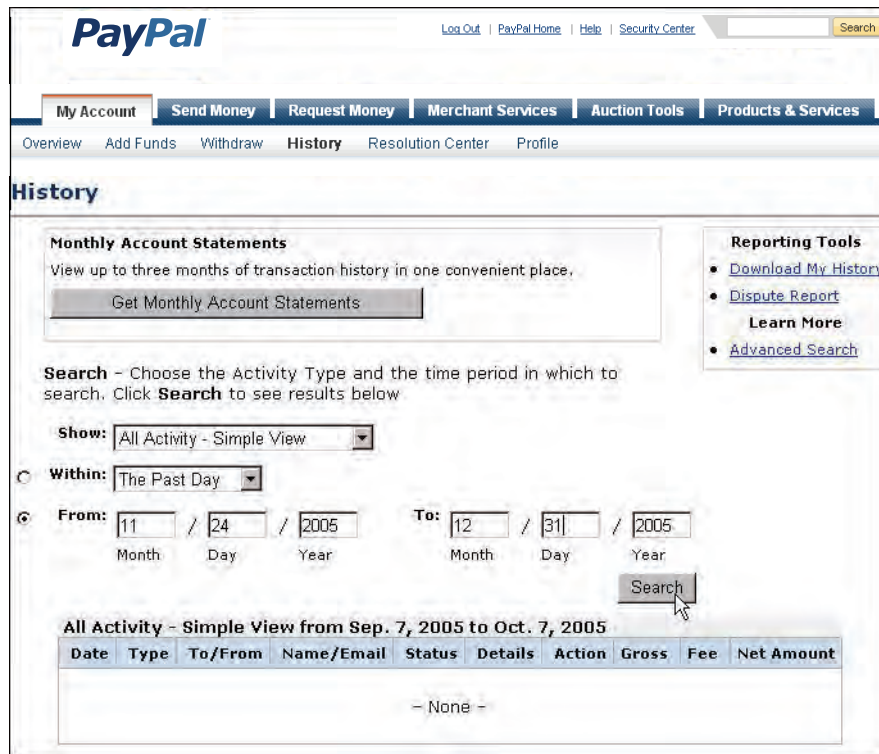 PayPal
Log Out | PayPal Home | Help | Security Center Search
My Account Send Money Request Money Merchant Services Auction Tools Products & Services
Overview Add Funds Withdraw History Resolution Center Profile
History
Monthly Account Statements
View up to three months of transaction history in one convenient place.
Get Monthly Account Statements
Reporting Tools
• Download My History
• Dispute Report
Learn More
• Advanced Search
Search – Choose the Activity Type and the time period in which to
search. Click Search to see results below
Show: All Activity - Simple View
Within: The Past Day
From: 11 / 24 / 2005 To: 12 / 31 / 2005
Month Day Year Month Day Year
Search
All Activity - Simple View from Sep. 7, 2005 to Oct. 7, 2005
Date Type To/From Name/Email Status Details Action Gross Fee Net Amount
– None –